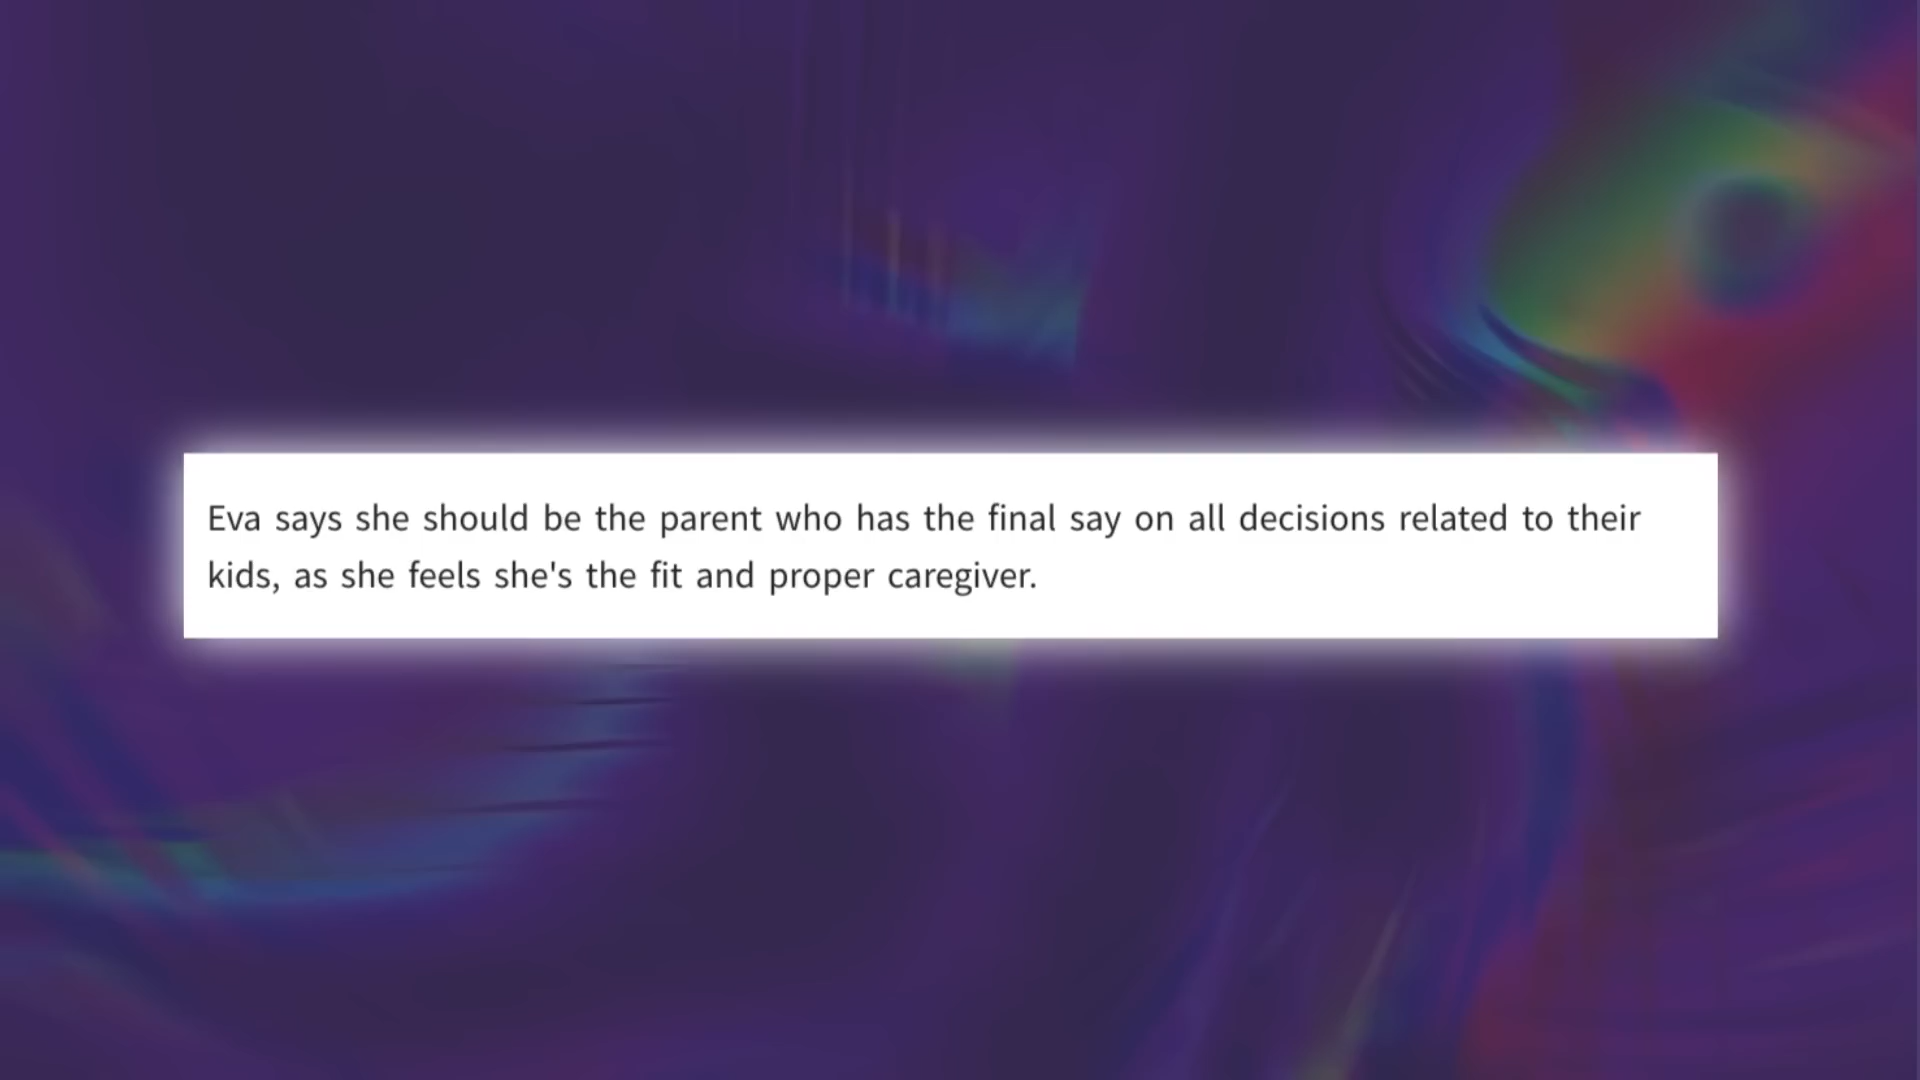 Eva says she should be the parent who has the final say on all decisions related to their
kids, as she feels she's the fit and proper caregiver.